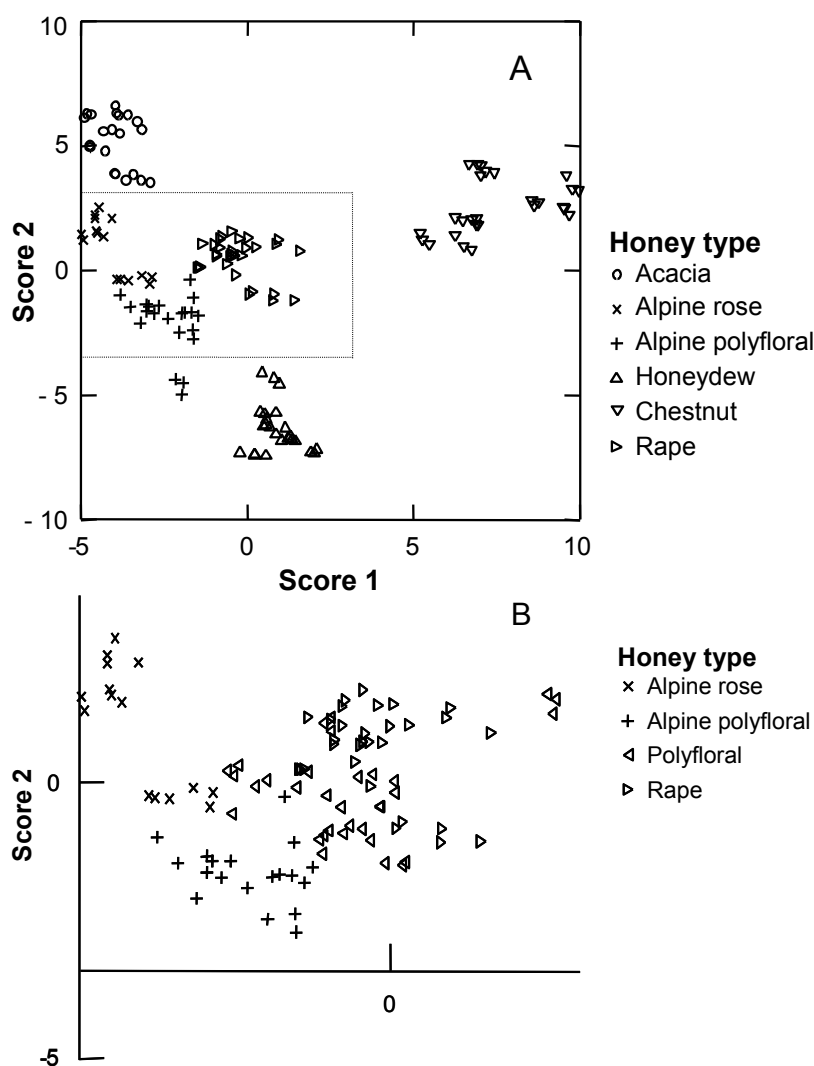 10
A
5
Score 2
0
- 5
- 10
-5
0
5
10
Score 1
Honey type
Acacia
Alpine rose
Alpine polyfloral
Honeydew
Chestnut
Rape
B
Score 2
0
0
-5
Honey type
Alpine rose
Alpine polyfloral
Polyfloral
Rape